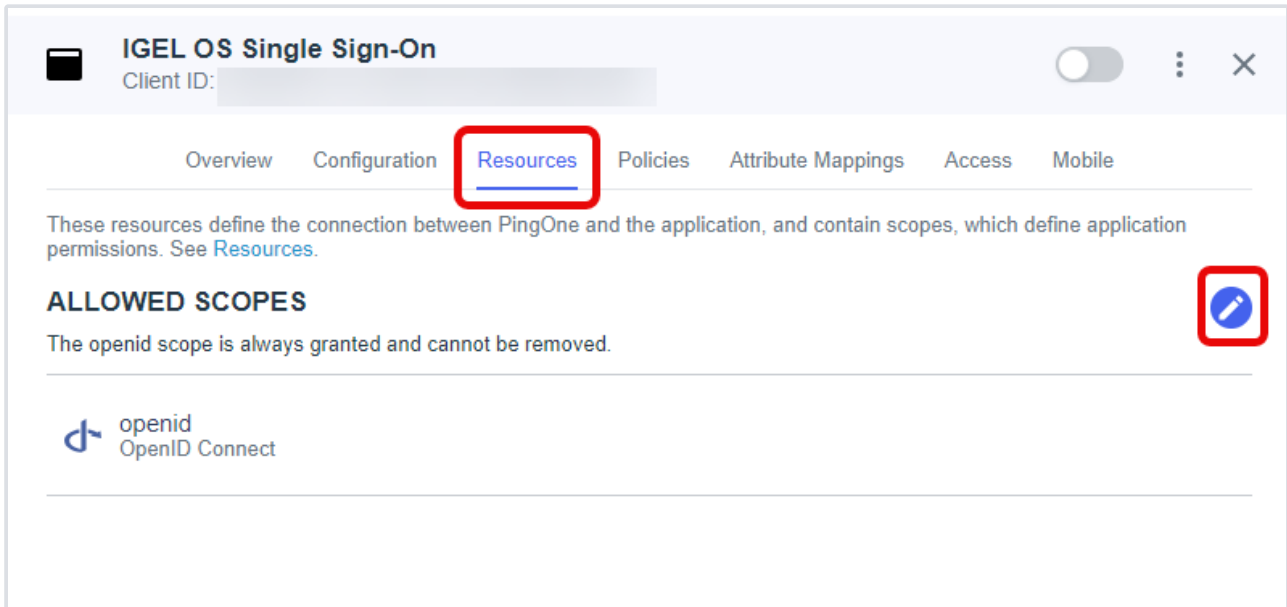 IGEL OS Single Sign-On
Client ID:
Overview Configuration Resources Policies Attribute Mappings Access Mobile
These resources define the connection between PingOne and the application, and contain scopes, which define application
permissions. See Resources.
ALLOWED SCOPES
The openid scope is always granted and cannot be removed.
openid
OpenID Connect